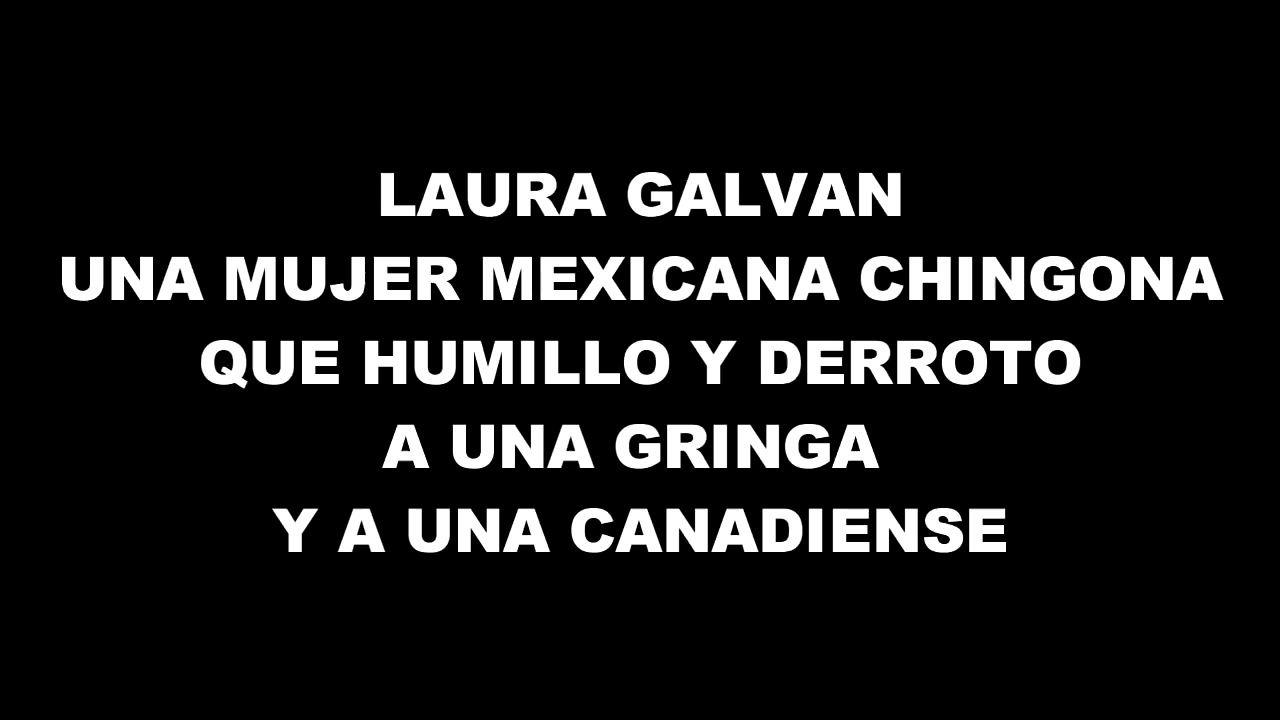 LAURA GALVAN
UNA MUJER MEXICANA CHINGONA
QUE HUMILLO Y DERROTO
A UNA GRINGA
Y A UNA CANADIENSE